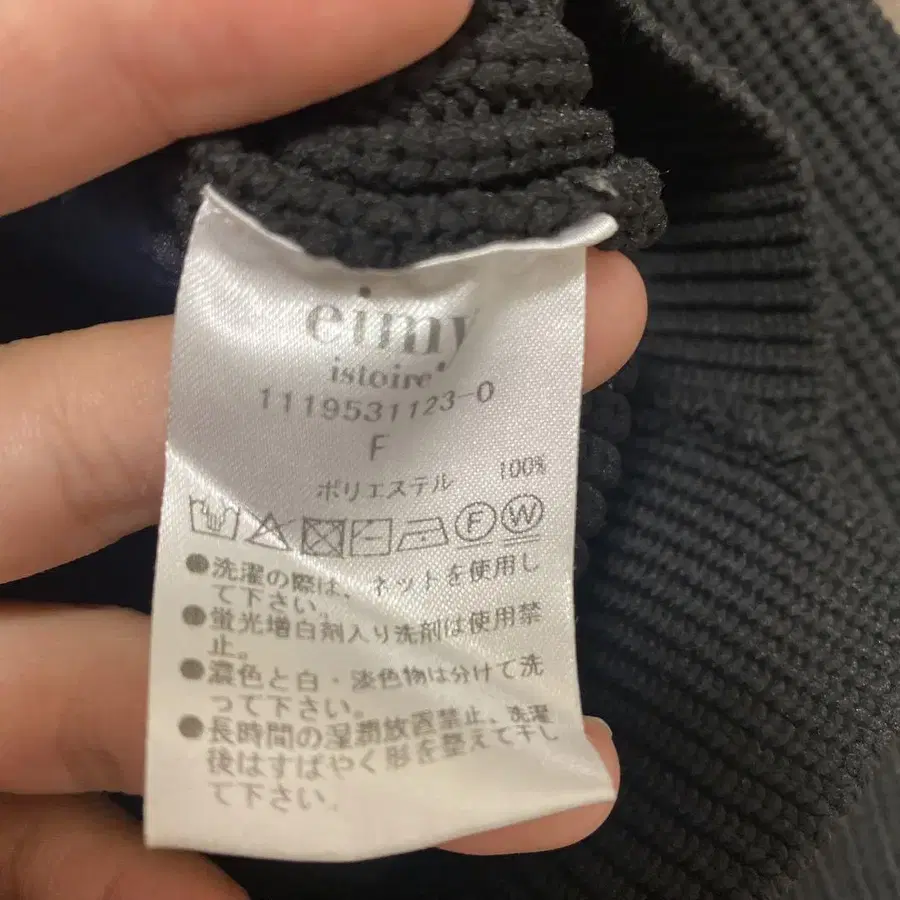 eimy
istoire
1119531123-0
F
ポリエステル 100%
F W
●洗濯の際は、ネットを使用し
て下さい。
●蛍光増白剤入り洗剤は使用禁
止。
●濃色と白・淡色物は分けて洗
って下さい。
●長時間の湿潤放置禁止、洗濯
後はすばやく形を整えて干し
て下さい。